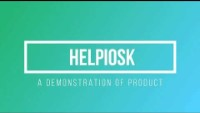 HELPIOSK
A DEMONSTRATION OF PRODUCT